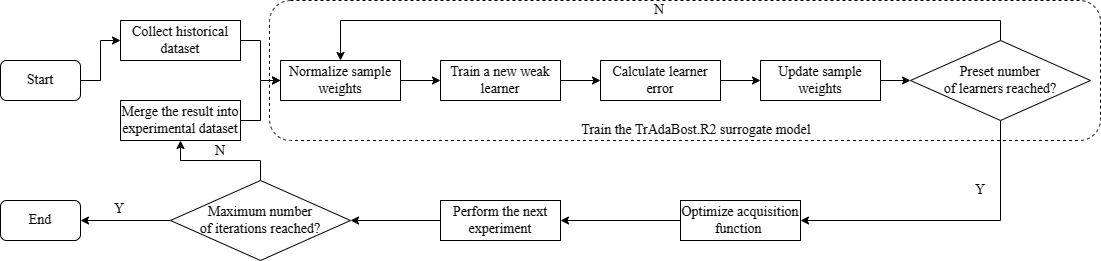 N
Start
Collect historical
dataset
Normalize sample
weights
Train a new weak
learner
Calculate learner
error
Update sample
weights
Preset number
of learners reached?
Merge the result into
experimental dataset
Train the TrAdaBost.R2 surrogate model
N
Y
End
Y
Maximum number
of iterations reached?
Perform the next
experiment
Optimize acquisition
function